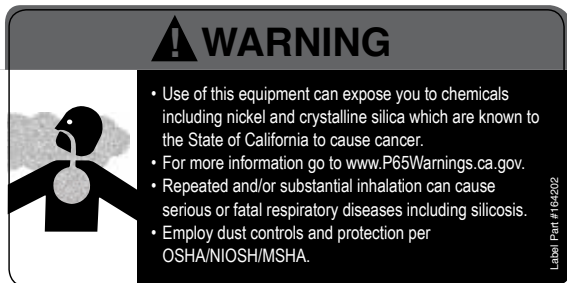 WARNING
• Use of this equipment can expose you to chemicals
including nickel and crystalline silica which are known to
the State of California to cause cancer.
• For more information go to www.P65Warnings.ca.gov.
• Repeated and/or substantial inhalation can cause
serious or fatal respiratory diseases including silicosis.
• Employ dust controls and protection per
OSHA/NIOSH/MSHA.
Label Part #164202